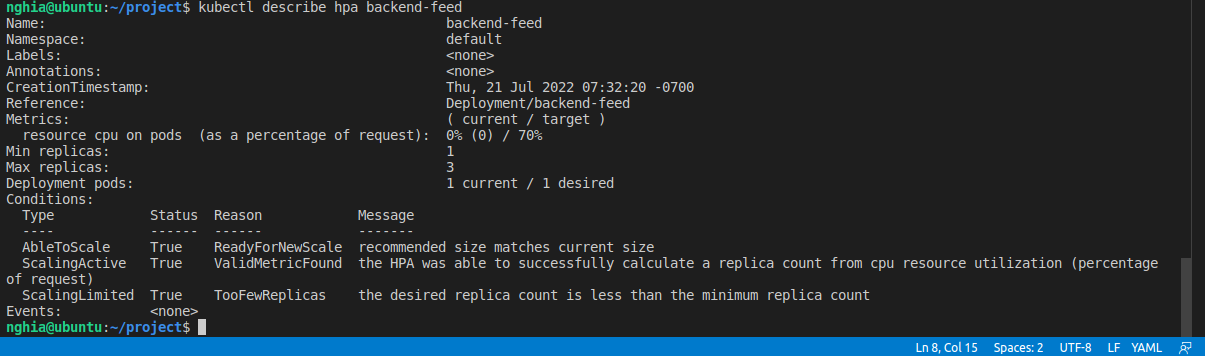 nghia@ubuntu:~/project$ kubectl describe hpa backend-feed
Name:                                                  backend-feed
Namespace:                                             default
Labels:                                                <none>
Annotations:                                           <none>
CreationTimestamp:                                     Thu, 21 Jul 2022 07:32:20 -0700
Reference:                                             Deployment/backend-feed
Metrics:                                               ( current / target )
  resource cpu on pods  (as a percentage of request):  0% (0) / 70%
Min replicas:                                          1
Max replicas:                                          3
Deployment pods:                                       1 current / 1 desired
Conditions:
  Type            Status  Reason            Message
  ----            ------  ------            -------
  AbleToScale     True    ReadyForNewScale  recommended size matches current size
  ScalingActive   True    ValidMetricFound  the HPA was able to successfully calculate a replica count from cpu resource utilization (percentage
of request)
  ScalingLimited  True    TooFewReplicas    the desired replica count is less than the minimum replica count
Events:           <none>
nghia@ubuntu:~/project$
Ln 8, Col 15 Spaces: 2 UTF-8 LF YAML